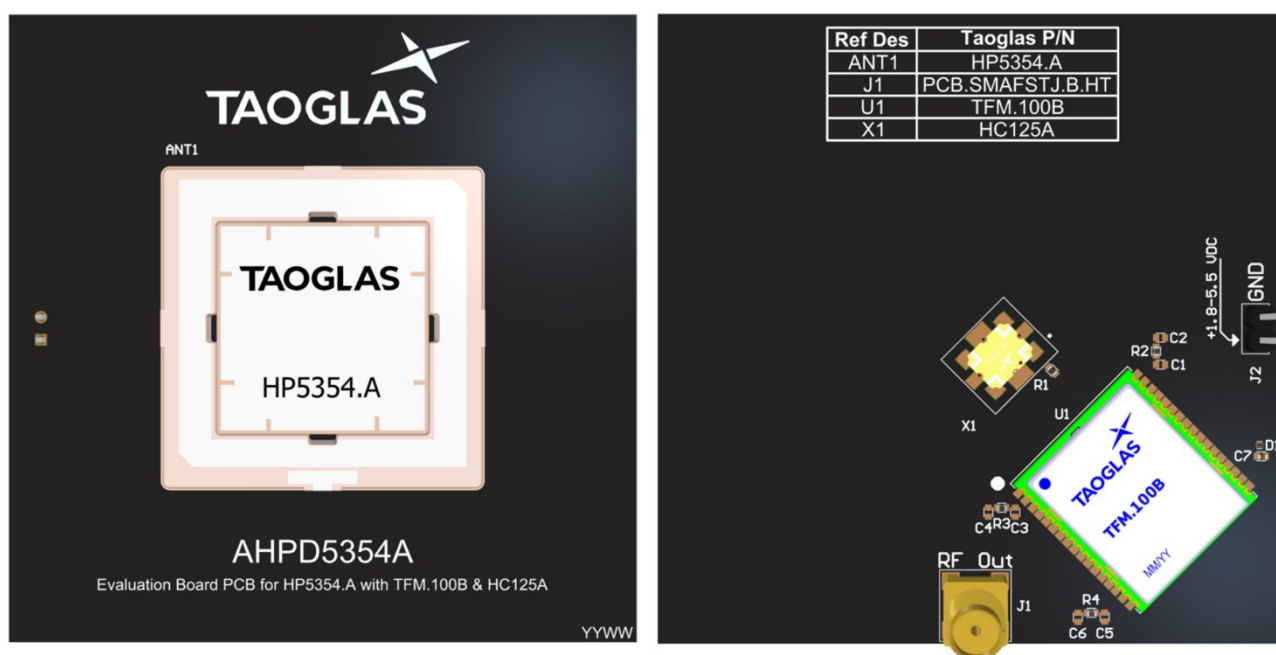 TAOGLAS
ANT1
TAOGLAS
HP5354.A
AHPD5354A
Evaluation Board PCB for HP5354.A with TFM.100B & HC125A
YYWW
Ref Des Taoglas P/N
ANT1 HP5354.A
J1 PCB.SMAFSTJ.B.HT
U1 TFM.100B
X1 HC125A
+1.8-5.5 VDC
GND
J2
C2
R2
C1
R1
X1
U1
D1
C7
TAOGLAS
TFM.100B
MM/YY
C4 R3 C3
RF Out
J1
R4
C6 C5